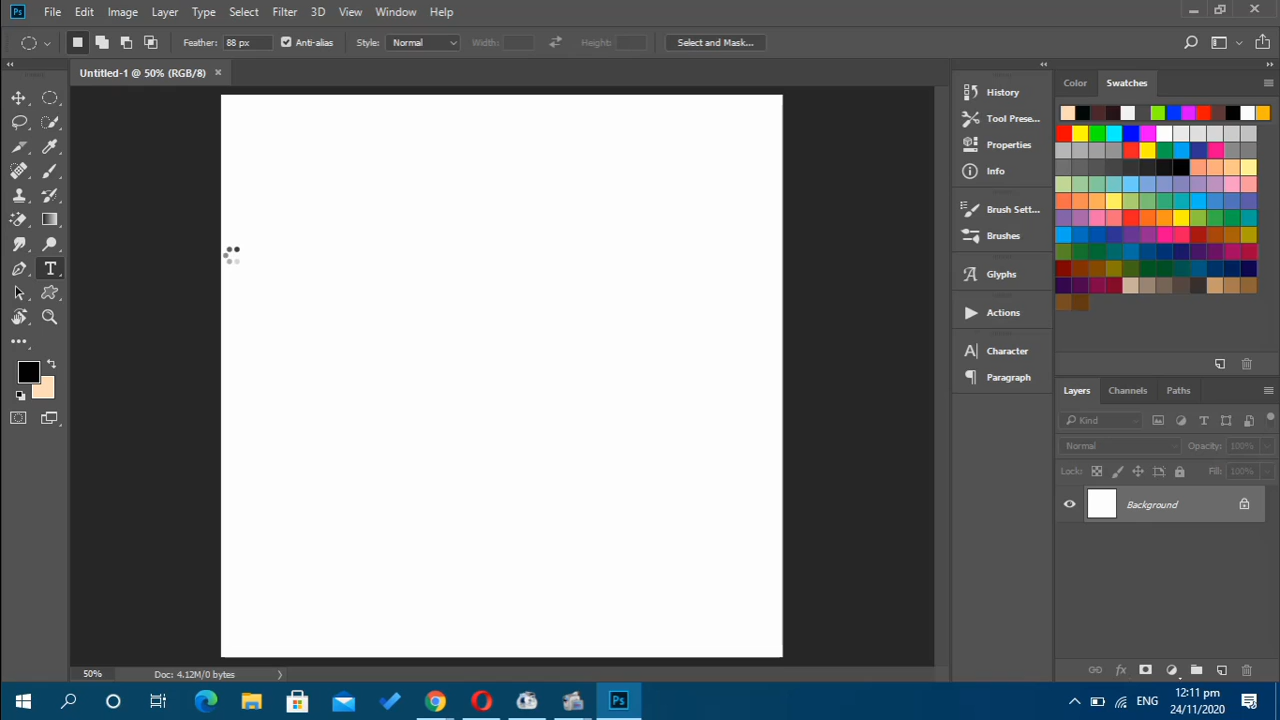 Ps File Edit Image Layer Type Select Filter 3D View Window Help
Feather: 88 px Anti-alias Style: Normal Width: Height: Select and Mask...
Untitled-1 @ 50% (RGB/8) ×
History
Tool Prese...
Properties
Info
Brush Sett...
Brushes
Glyphs
Actions
Character
Paragraph
Color Swatches
Layers Channels Paths
Kind
Normal Opacity: 100%
Lock: Fill: 100%
Background
50% Doc: 4.12M/0 bytes
Ps
ENG
12:11 pm
24/11/2020